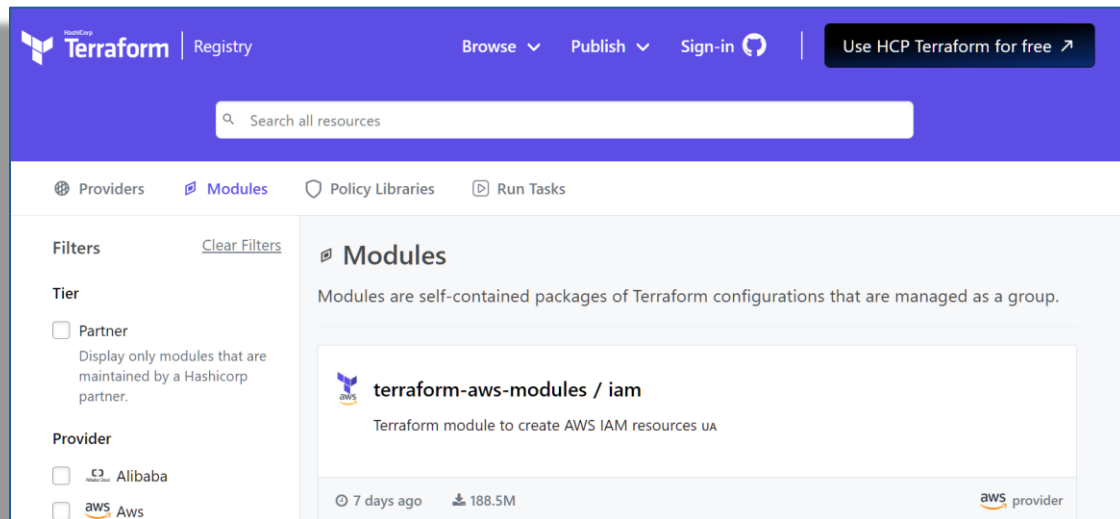 HashiCorp
Terraform Registry
Browse Publish Sign-in
Use HCP Terraform for free
Search all resources
Providers Modules Policy Libraries Run Tasks
Filters Clear Filters
Tier
Partner
Display only modules that are
maintained by a Hashicorp
partner.
Provider
Alibaba
aws Aws
Modules
Modules are self-contained packages of Terraform configurations that are managed as a group.
aws
terraform-aws-modules / iam
Terraform module to create AWS IAM resources UA
7 days ago 188.5M
aws provider